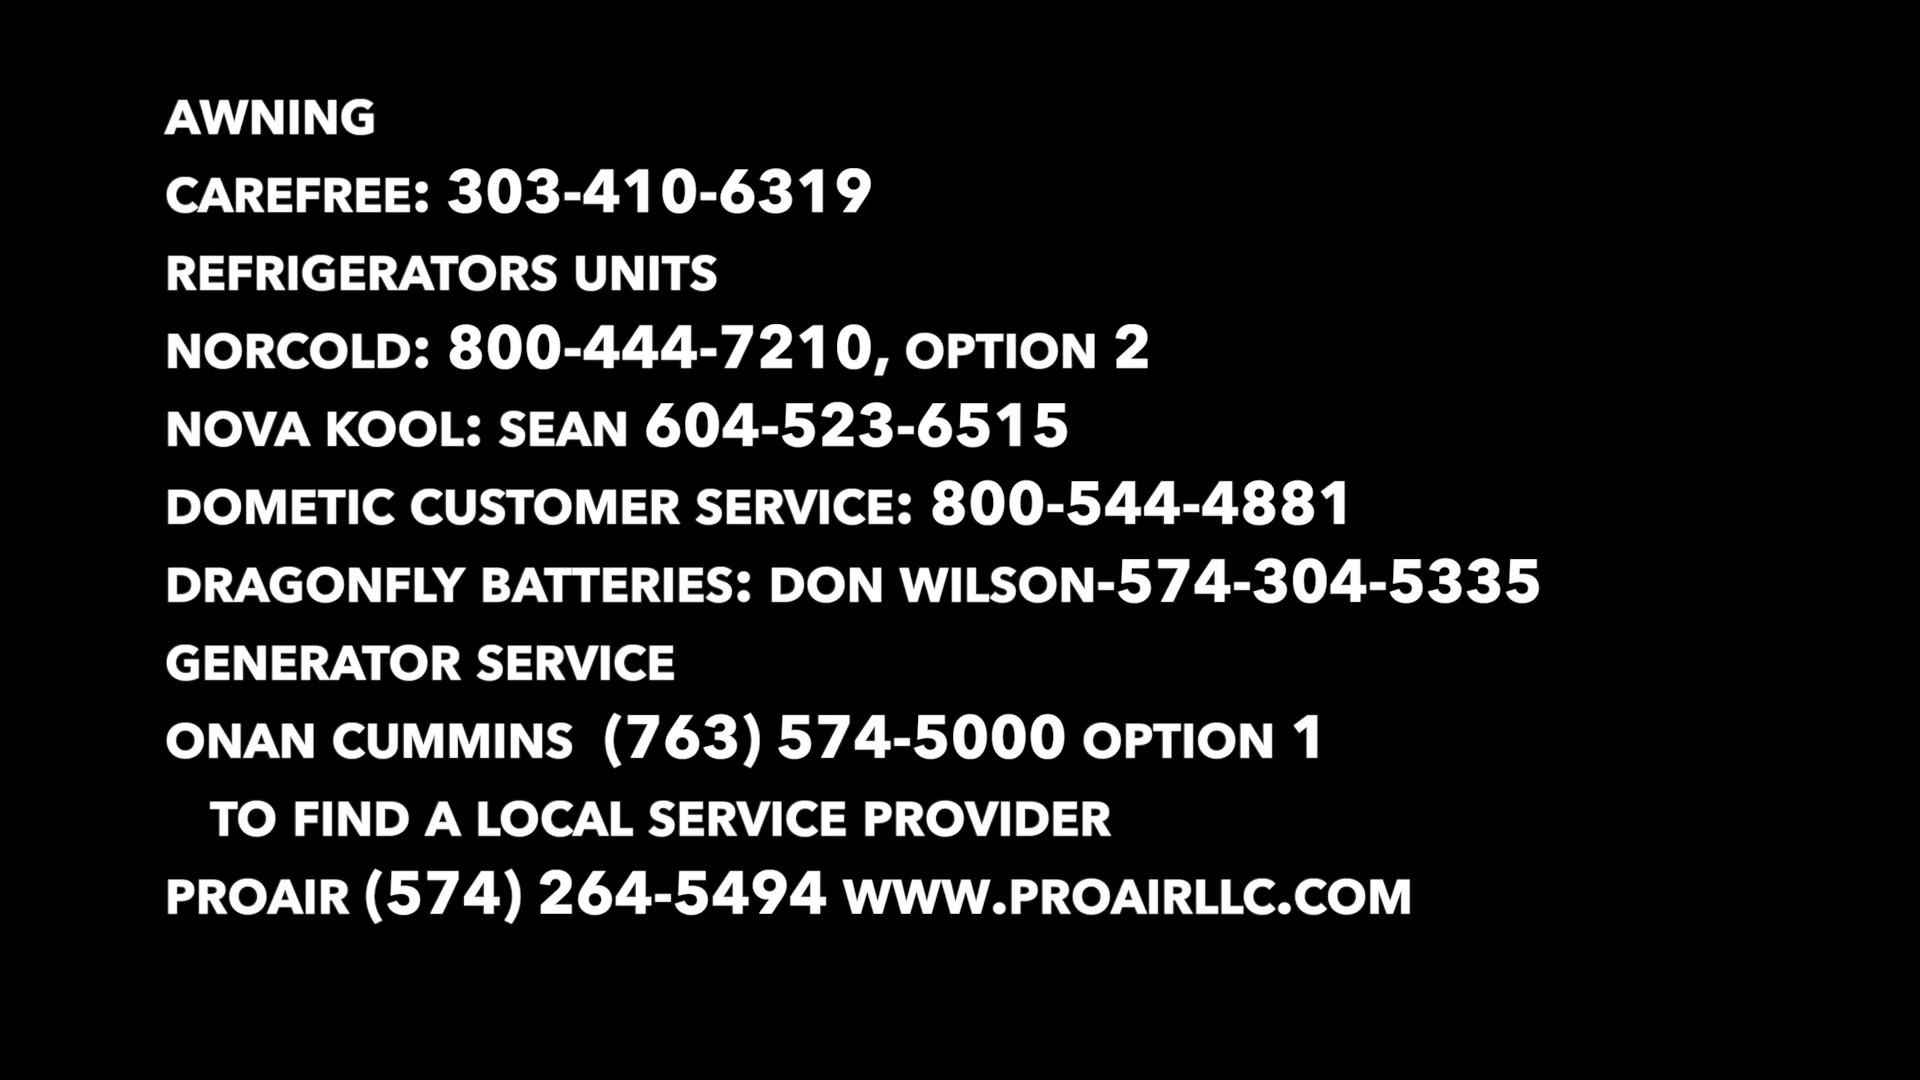 AWNING
CAREFREE: 303-410-6319
REFRIGERATORS UNITS
NORCOLD: 800-444-7210, OPTION 2
NOVA KOOL: SEAN 604-523-6515
DOMETIC CUSTOMER SERVICE: 800-544-4881
DRAGONFLY BATTERIES: DON WILSON-574-304-5335
GENERATOR SERVICE
ONAN CUMMINS (763) 574-5000 OPTION 1
TO FIND A LOCAL SERVICE PROVIDER
PROAIR (574) 264-5494 WWW.PROAIRLLC.COM